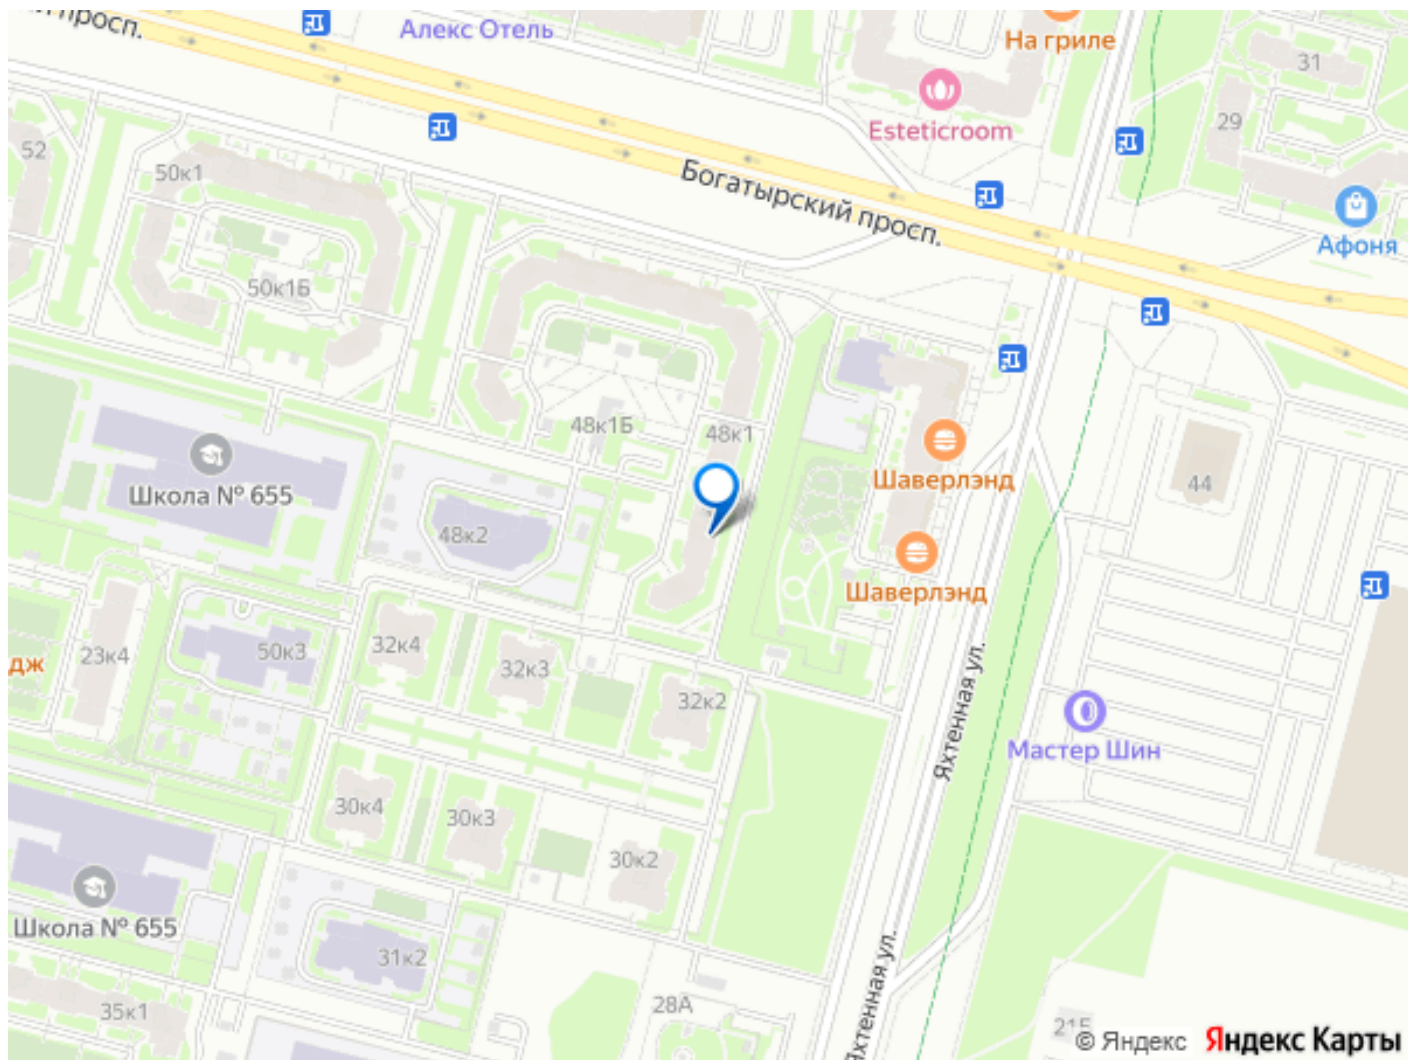 просп.
Алекс Отель
На гриле
31
Esteticroom
29
52
50к1
Богатырский просп.
Афоня
50к1Б
48к1Б
48к1
Шаверлэнд
44
Школа № 655
48к2
Шаверлэнд
32к4
50к3
23к4
дж
32к3
32к2
Яхтенная ул.
Мастер Шин
30к4
30к3
30к2
Школа № 655
31к2
Яхтенная ул.
28А
35к1
© Яндекс Яндекс Карты